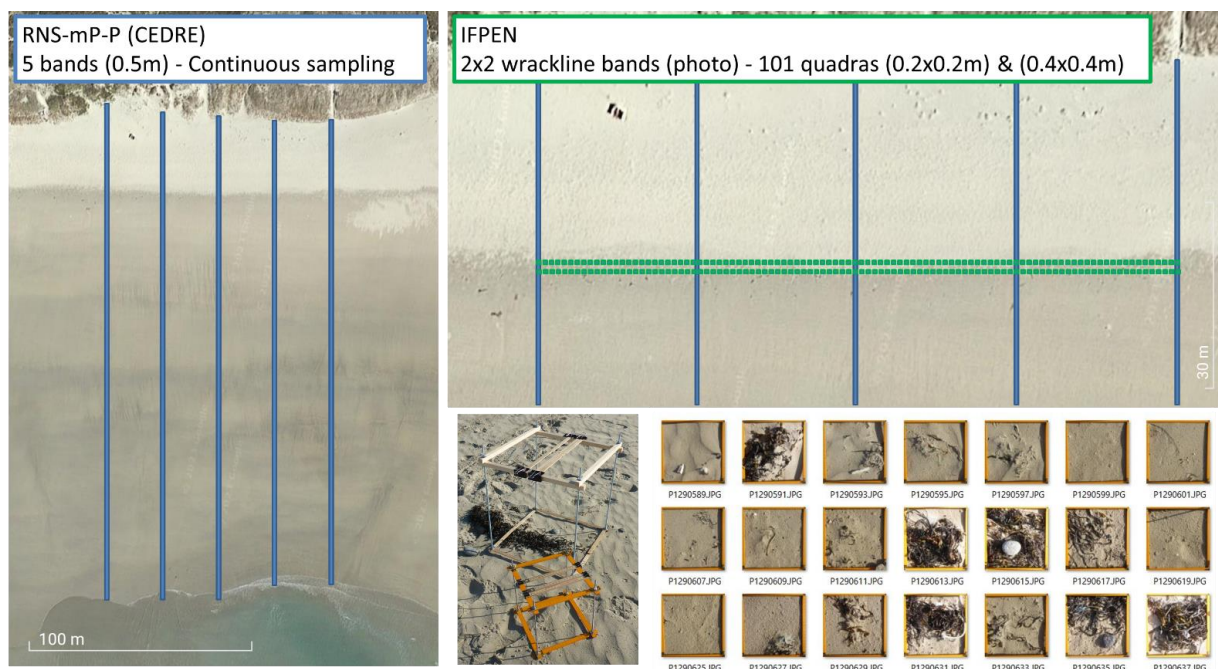 RNS-mP-P (CEDRE)
5 bands (0.5m) - Continuous sampling
IFPEN
2x2 wrackline bands (photo) - 101 quadras (0.2x0.2m) & (0.4x0.4m)
100 m
30 m
P1290589.JPG P1290591.JPG P1290593.JPG P1290595.JPG P1290597.JPG P1290599.JPG P1290601.JPG
P1290607.JPG P1290609.JPG P1290611.JPG P1290613.JPG P1290615.JPG P1290617.JPG P1290619.JPG
P1290625.JPG P1290627.JPG P1290629.JPG P1290631.JPG P1290633.JPG P1290635.JPG P1290637.JPG